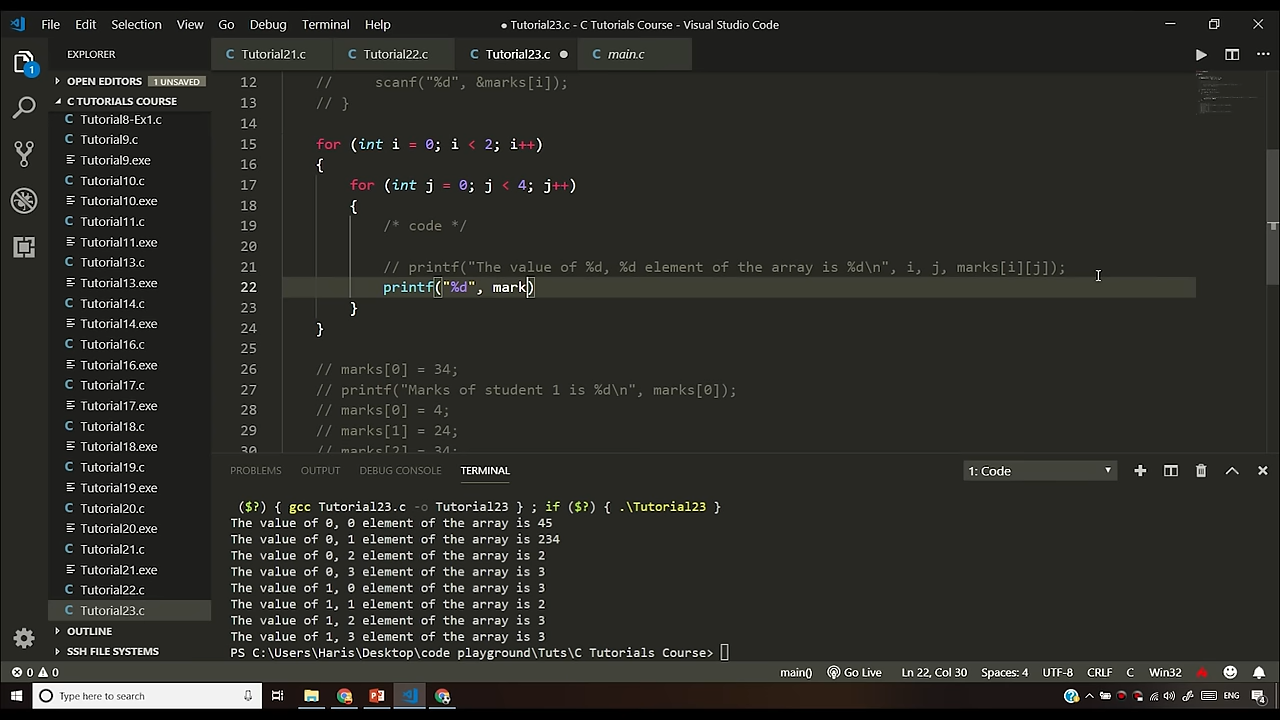 File Edit Selection View Go Debug Terminal Help ● Tutorial23.c - C Tutorials Course - Visual Studio Code
EXPLORER
C Tutorial21.c C Tutorial22.c C Tutorial23.c ● C main.c
1
OPEN EDITORS 1 UNSAVED
C TUTORIALS COURSE
C Tutorial8-Ex1.c
C Tutorial9.c
Tutorial9.exe
C Tutorial10.c
Tutorial10.exe
C Tutorial11.c
Tutorial11.exe
C Tutorial13.c
Tutorial13.exe
C Tutorial14.c
Tutorial14.exe
C Tutorial16.c
Tutorial16.exe
C Tutorial17.c
Tutorial17.exe
C Tutorial18.c
Tutorial18.exe
C Tutorial19.c
Tutorial19.exe
C Tutorial20.c
Tutorial20.exe
C Tutorial21.c
Tutorial21.exe
C Tutorial22.c
C Tutorial23.c
OUTLINE
SSH FILE SYSTEMS
12 // scanf("%d", &marks[i]);
13 // }
14
15 for (int i = 0; i < 2; i++)
16 {
17 for (int j = 0; j < 4; j++)
18 {
19 /* code */
20
21 // printf("The value of %d, %d element of the array is %d\n", i, j, marks[i][j]);
22 printf("%d", mark)
23 }
24 }
25
26 // marks[0] = 34;
27 // printf("Marks of student 1 is %d\n", marks[0]);
28 // marks[0] = 4;
29 // marks[1] = 24;
30 // marks[2] = 34;
PROBLEMS OUTPUT DEBUG CONSOLE TERMINAL 1: Code
($?) { gcc Tutorial23.c -o Tutorial23 } ; if ($?) { .\Tutorial23 }
The value of 0, 0 element of the array is 45
The value of 0, 1 element of the array is 234
The value of 0, 2 element of the array is 2
The value of 0, 3 element of the array is 3
The value of 1, 0 element of the array is 3
The value of 1, 1 element of the array is 2
The value of 1, 2 element of the array is 3
The value of 1, 3 element of the array is 3
PS C:\Users\Haris\Desktop\code playground\Tuts\C Tutorials Course>
0 0 main() Go Live Ln 22, Col 30 Spaces: 4 UTF-8 CRLF C Win32
Type here to search ENG